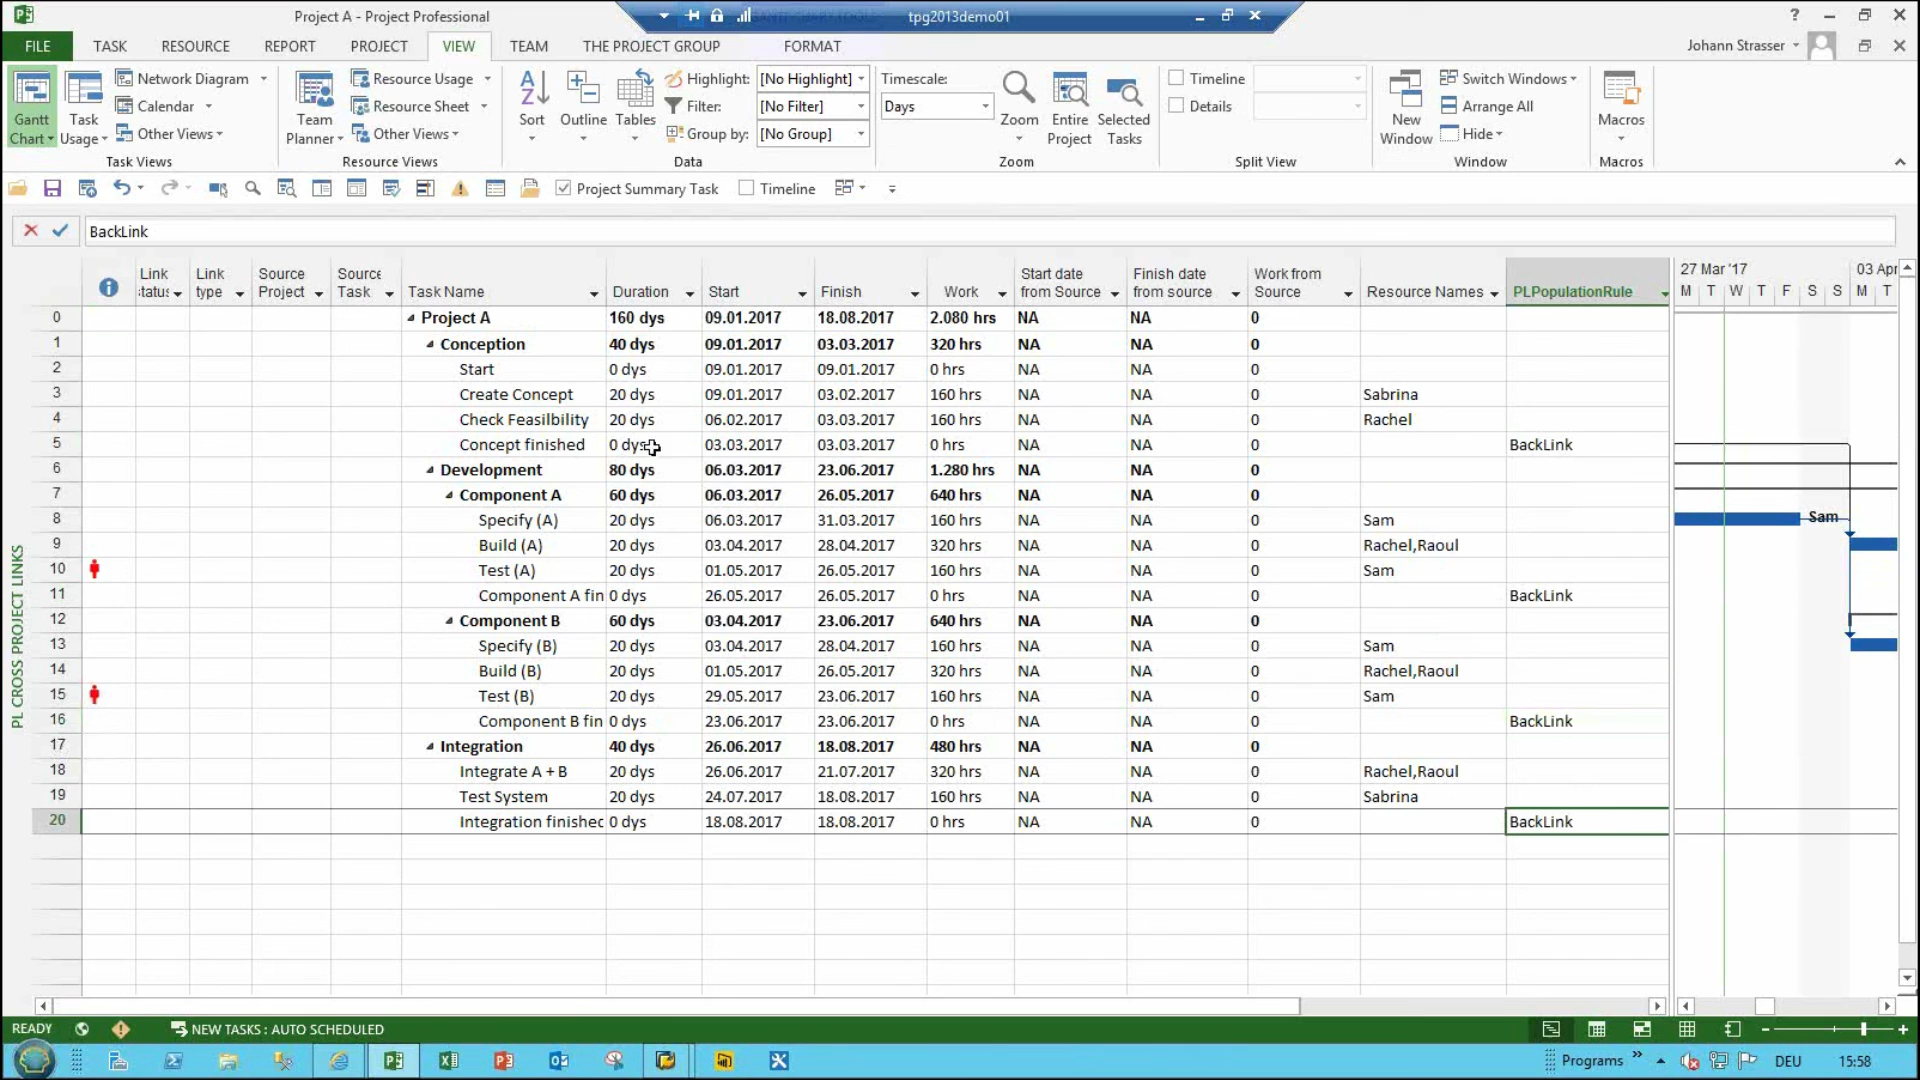 Project A - Project Professional
tpg2013demo01
?
FILE TASK RESOURCE REPORT PROJECT VIEW TEAM THE PROJECT GROUP FORMAT
Johann Strasser
Gantt Chart
Task Usage
Network Diagram
Calendar
Other Views
Task Views
Team Planner
Resource Usage
Resource Sheet
Other Views
Resource Views
A Z
Sort
Outline
Tables
Highlight: [No Highlight]
Filter: [No Filter]
Group by: [No Group]
Data
Timescale:
Days
Zoom
Entire Project
Selected Tasks
Zoom
Timeline
Details
Split View
New Window
Switch Windows
Arrange All
Hide
Window
Macros
Macros
Project Summary Task Timeline
BackLink
Link Link type Source Project Source Task Task Name Duration Start Finish Work Start date from Source Finish date from source Work from Source Resource Names PLPopulationRule
27 Mar '17
M T W T F S S M T
0 Project A 160 dys 09.01.2017 18.08.2017 2.080 hrs NA NA 0
1 Conception 40 dys 09.01.2017 03.03.2017 320 hrs NA NA 0
2 Start 0 dys 09.01.2017 09.01.2017 0 hrs NA NA 0
3 Create Concept 20 dys 09.01.2017 03.02.2017 160 hrs NA NA 0 Sabrina
4 Check Feasilbility 20 dys 06.02.2017 03.03.2017 160 hrs NA NA 0 Rachel
5 Concept finished 0 dys 03.03.2017 03.03.2017 0 hrs NA NA 0 BackLink
6 Development 80 dys 06.03.2017 23.06.2017 1.280 hrs NA NA 0
7 Component A 60 dys 06.03.2017 26.05.2017 640 hrs NA NA 0
8 Specify (A) 20 dys 06.03.2017 31.03.2017 160 hrs NA NA 0 Sam Sam
9 Build (A) 20 dys 03.04.2017 28.04.2017 320 hrs NA NA 0 Rachel,Raoul
10 Test (A) 20 dys 01.05.2017 26.05.2017 160 hrs NA NA 0 Sam
11 Component A fin 0 dys 26.05.2017 26.05.2017 0 hrs NA NA 0 BackLink
12 Component B 60 dys 03.04.2017 23.06.2017 640 hrs NA NA 0
13 Specify (B) 20 dys 03.04.2017 28.04.2017 160 hrs NA NA 0 Sam
14 Build (B) 20 dys 01.05.2017 26.05.2017 320 hrs NA NA 0 Rachel,Raoul
15 Test (B) 20 dys 29.05.2017 23.06.2017 160 hrs NA NA 0 Sam
16 Component B fin 0 dys 23.06.2017 23.06.2017 0 hrs NA NA 0 BackLink
17 Integration 40 dys 26.06.2017 18.08.2017 480 hrs NA NA 0
18 Integrate A + B 20 dys 26.06.2017 21.07.2017 320 hrs NA NA 0 Rachel,Raoul
19 Test System 20 dys 24.07.2017 18.08.2017 160 hrs NA NA 0 Sabrina
20 Integration finished 0 dys 18.08.2017 18.08.2017 0 hrs NA NA 0 BackLink
PL CROSS PROJECT LINKS
READY NEW TASKS : AUTO SCHEDULED
Programs DEU 15:58